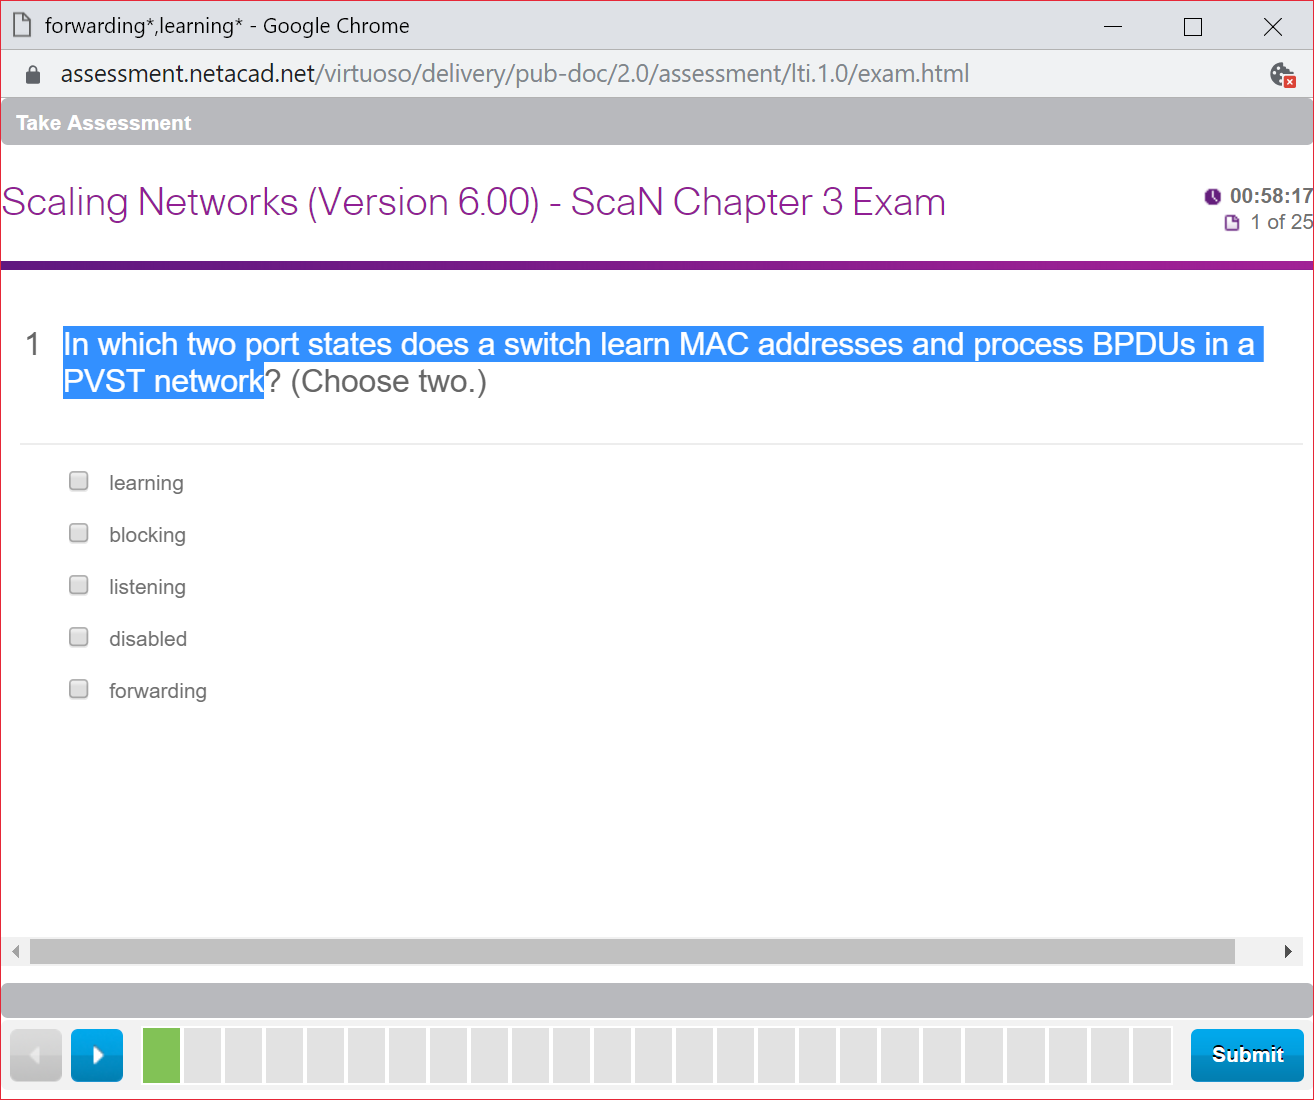 forwarding*,learning* - Google Chrome
assessment.netacad.net/virtuoso/delivery/pub-doc/2.0/assessment/lti.1.0/exam.html
Take Assessment
Scaling Networks (Version 6.00) - ScaN Chapter 3 Exam
00:58:17
1 of 25
1 In which two port states does a switch learn MAC addresses and process BPDUs in a
PVST network? (Choose two.)
learning
blocking
listening
disabled
forwarding
Submit